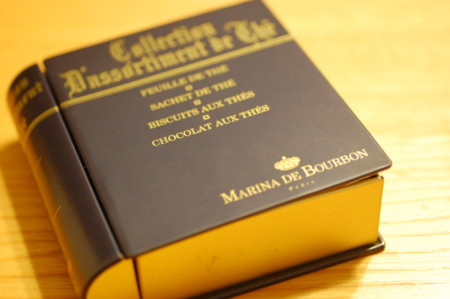 Collection
D'assortiment de Thé
FEUILLE DE THÉ
SACHET DE THÉ
BISCUITS AUX THÉS
CHOCOLAT AUX THÉS
MARINA DE BOURBON
PARIS